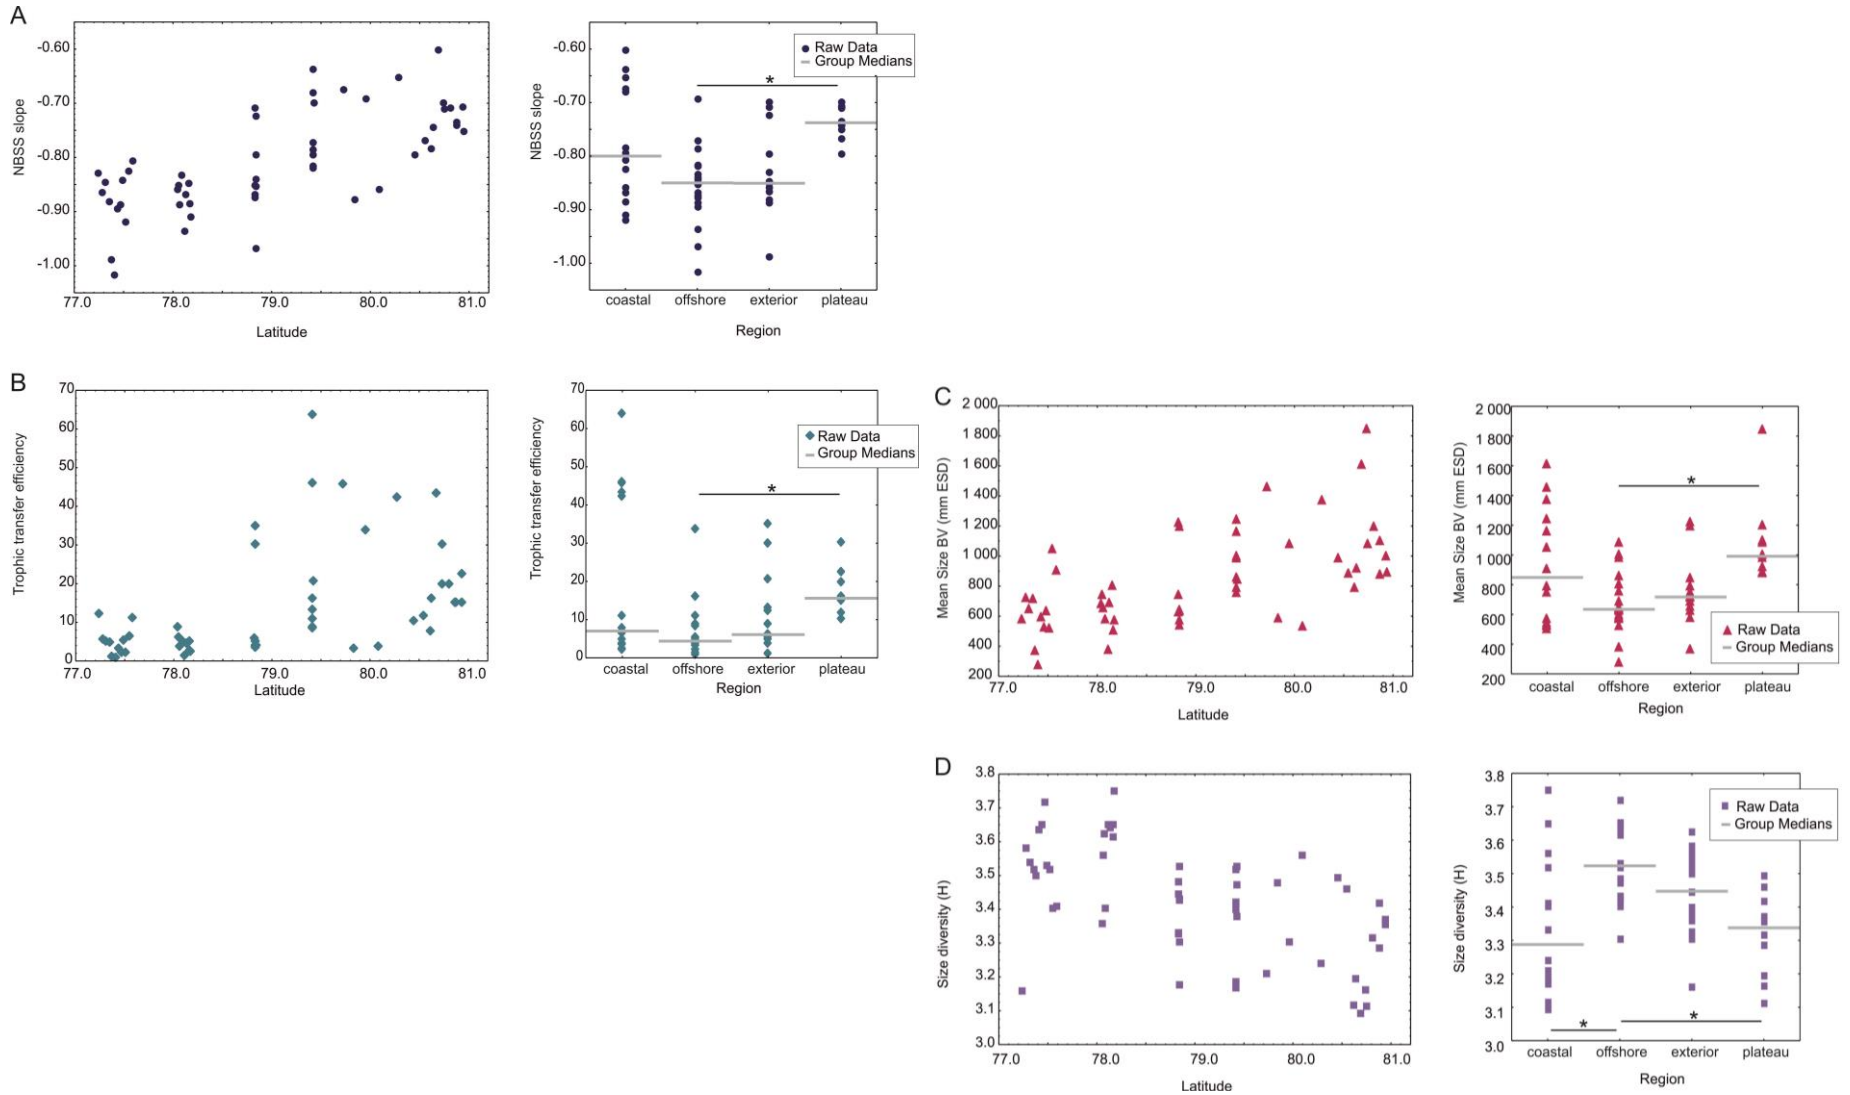 A
-0.60
-0.70
-0.80
-0.90
-1.00
NBSS slope
77.0 78.0 79.0 80.0 81.0
Latitude
-0.60
-0.70
-0.80
-0.90
-1.00
NBSS slope
Raw Data
Group Medians
*
coastal offshore exterior plateau
Region
B
70
60
50
40
30
20
10
0
Trophic transfer efficiency
77.0 78.0 79.0 80.0 81.0
Latitude
70
60
50
40
30
20
10
0
Trophic transfer efficiency
Raw Data
Group Medians
*
coastal offshore exterior plateau
Region
C
2 000
1 800
1 600
1 400
1 200
1 000
800
600
400
200
Mean Size BV (mm ESD)
77.0 78.0 79.0 80.0 81.0
Latitude
2 000
1 800
1 600
1 400
1 200
1 000
800
600
400
200
Mean Size BV (mm ESD)
*
Raw Data
Group Medians
coastal offshore exterior plateau
Region
D
3.8
3.7
3.6
3.5
3.4
3.3
3.2
3.1
3.0
Size diversity (H)
77.0 78.0 79.0 80.0 81.0
Latitude
3.8
3.7
3.6
3.5
3.4
3.3
3.2
3.1
3.0
Size diversity (H)
Raw Data
Group Medians
* *
coastal offshore exterior plateau
Region